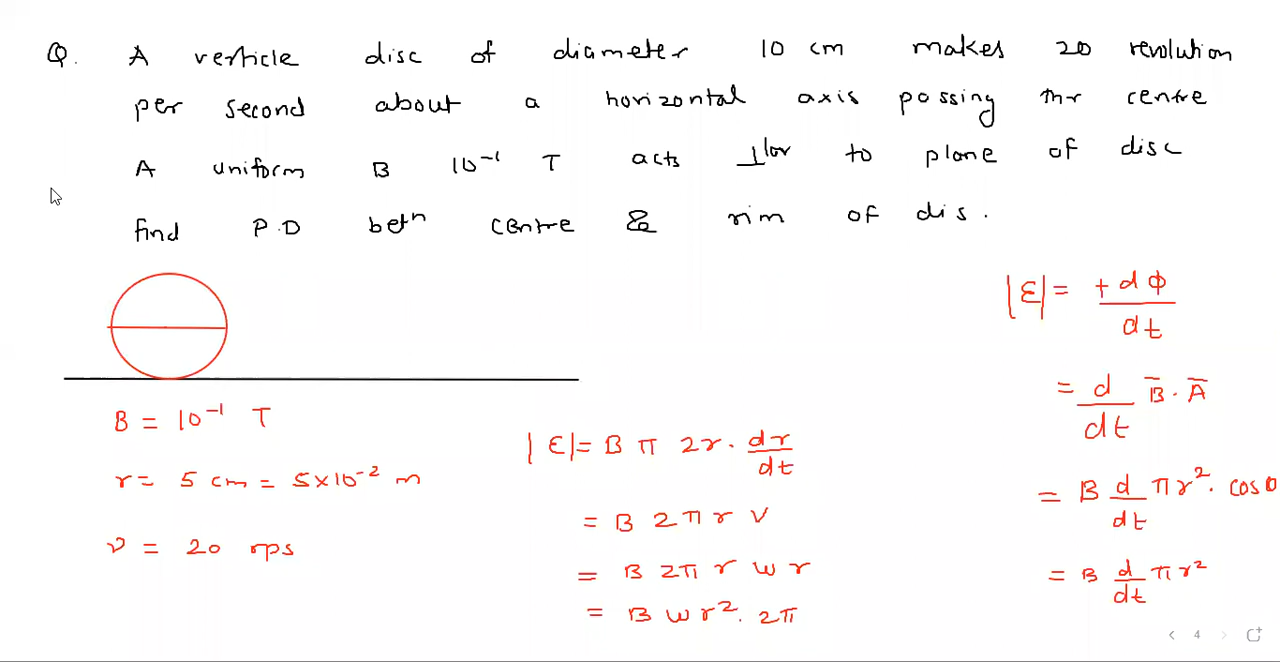 Q. A verticle disc of diameter 10 cm makes 20 revolution
per second about a horizontal axis passing thr centre
A uniform B 10⁻¹ T acts ⊥lar to plane of disc
find P.D betn centre & rim of dis.
B = 10⁻¹ T
r = 5 cm = 5×10⁻² m
ν = 20 rps
|ε| = B π 2r · dr/dt
= B 2πr v
= B 2π r w r
= B w r² · 2π
|ε| = + dϕ/dt
= d/dt B̄ · Ā
= B d/dt πr² · cos θ
= B d/dt πr²
< 4 >